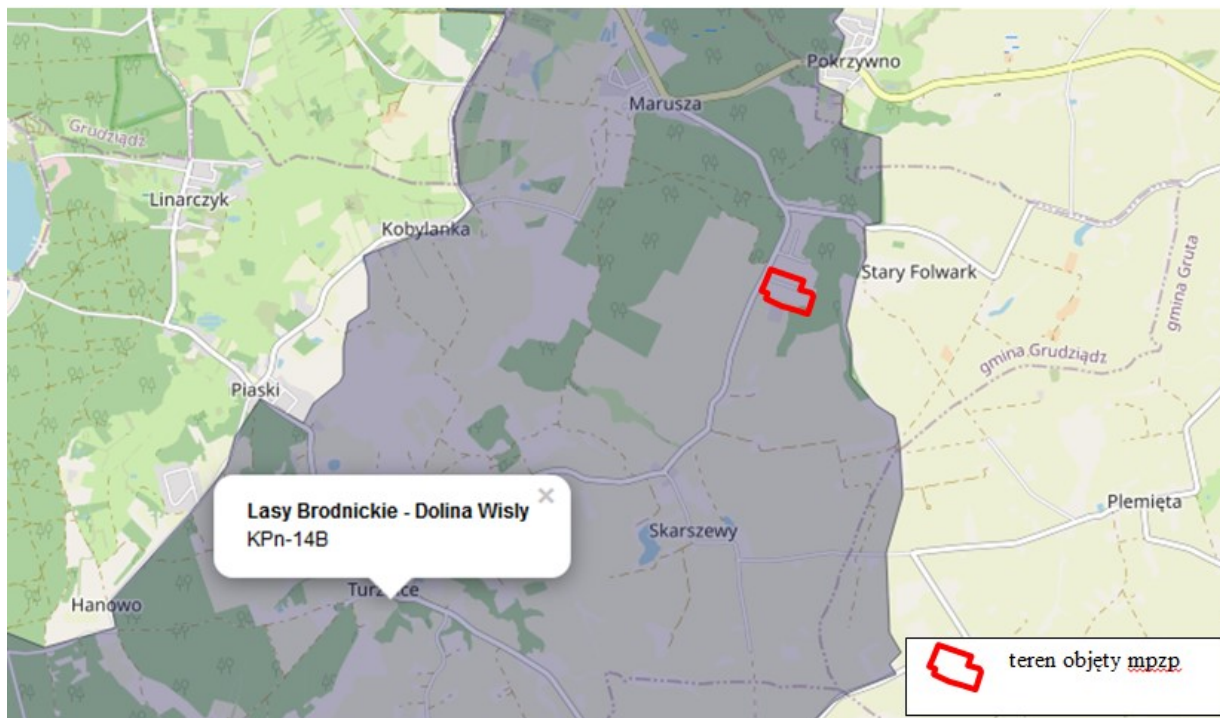 Pokrzywno
Marusza
Grudziądz
Linarczyk
Kobylanka
Stary Folwark
gmina Gruta
gmina Grudziądz
Piaski
Lasy Brodnickie - Dolina Wisly
KPn-14B
×
Plemięta
Skarszewy
Hanowo
teren objęty mpzp